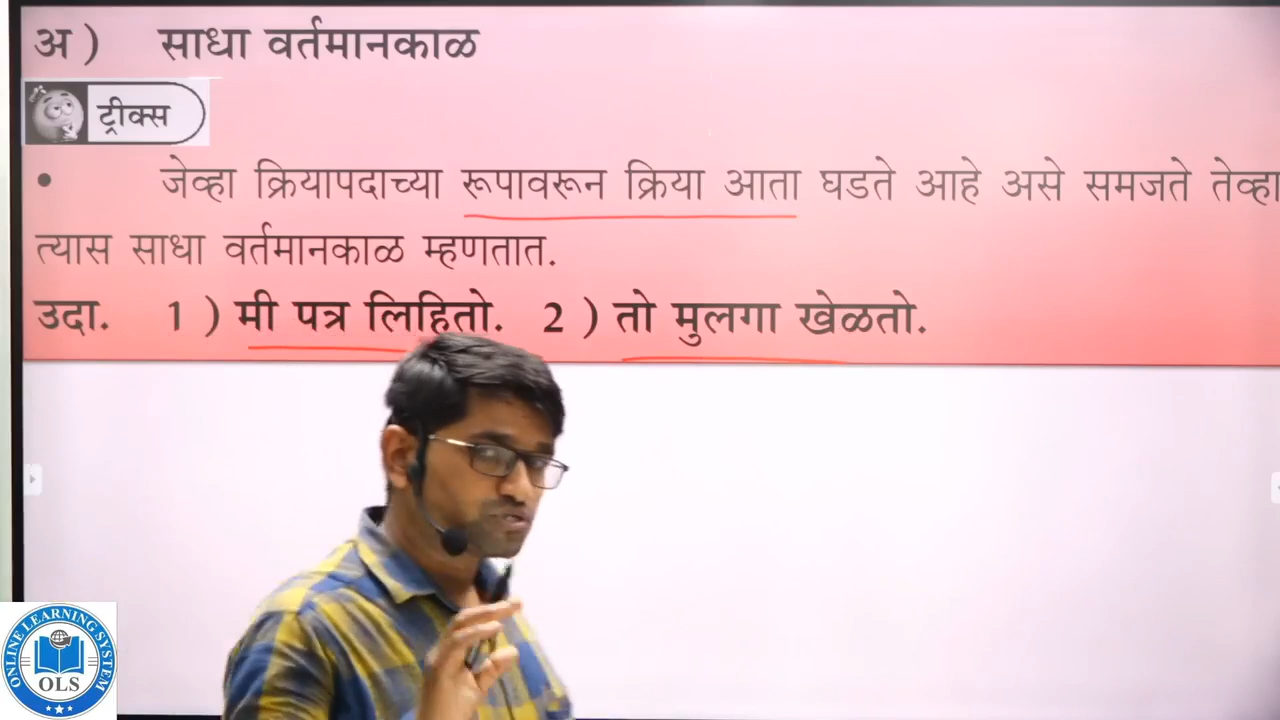 अ ) साधा वर्तमानकाळ
ट्रीक्स
• जेव्हा क्रियापदाच्या रूपावरून क्रिया आता घडते आहे असे समजते तेव्हा
त्यास साधा वर्तमानकाळ म्हणतात.
उदा. 1 ) मी पत्र लिहितो. 2 ) तो मुलगा खेळतो.
ONLINE LEARNING SYSTEM
OLS